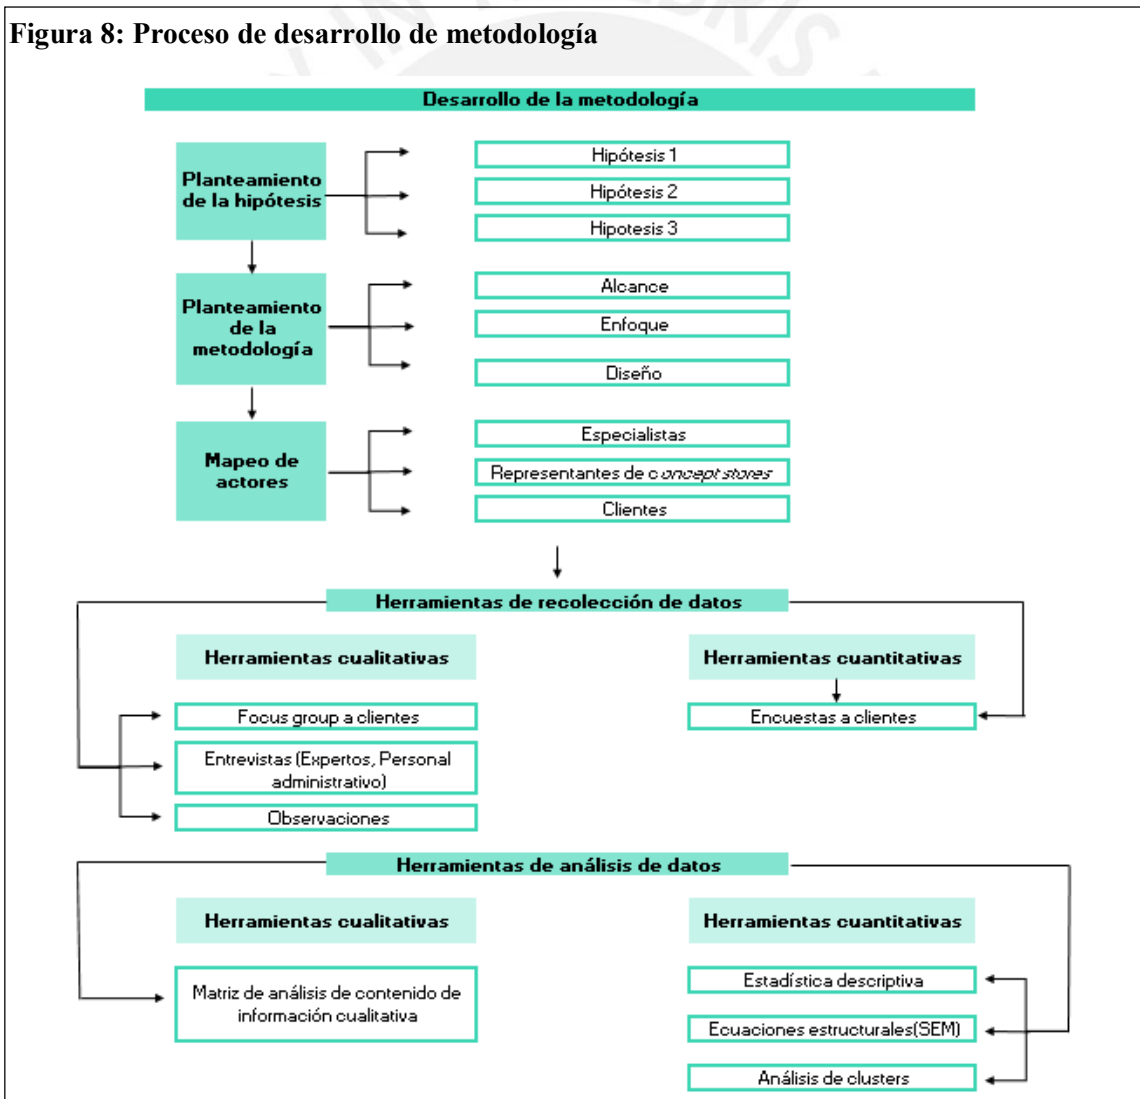 Figura 8: Proceso de desarrollo de metodología
Desarrollo de la metodología
Planteamiento
de la hipótesis
Hipótesis 1
Hipótesis 2
Hipotesis 3
Planteamiento
de la
metodología
Alcance
Enfoque
Diseño
Mapeo de
actores
Especialistas
Representantes de concept stores
Clientes
Herramientas de recolección de datos
Herramientas cualitativas
Herramientas cuantitativas
Focus group a clientes
Encuestas a clientes
Entrevistas (Expertos, Personal
administrativo)
Observaciones
Herramientas de análisis de datos
Herramientas cualitativas
Herramientas cuantitativas
Matriz de análisis de contenido de
información cualitativa
Estadística descriptiva
Ecuaciones estructurales(SEM)
Análisis de clusters